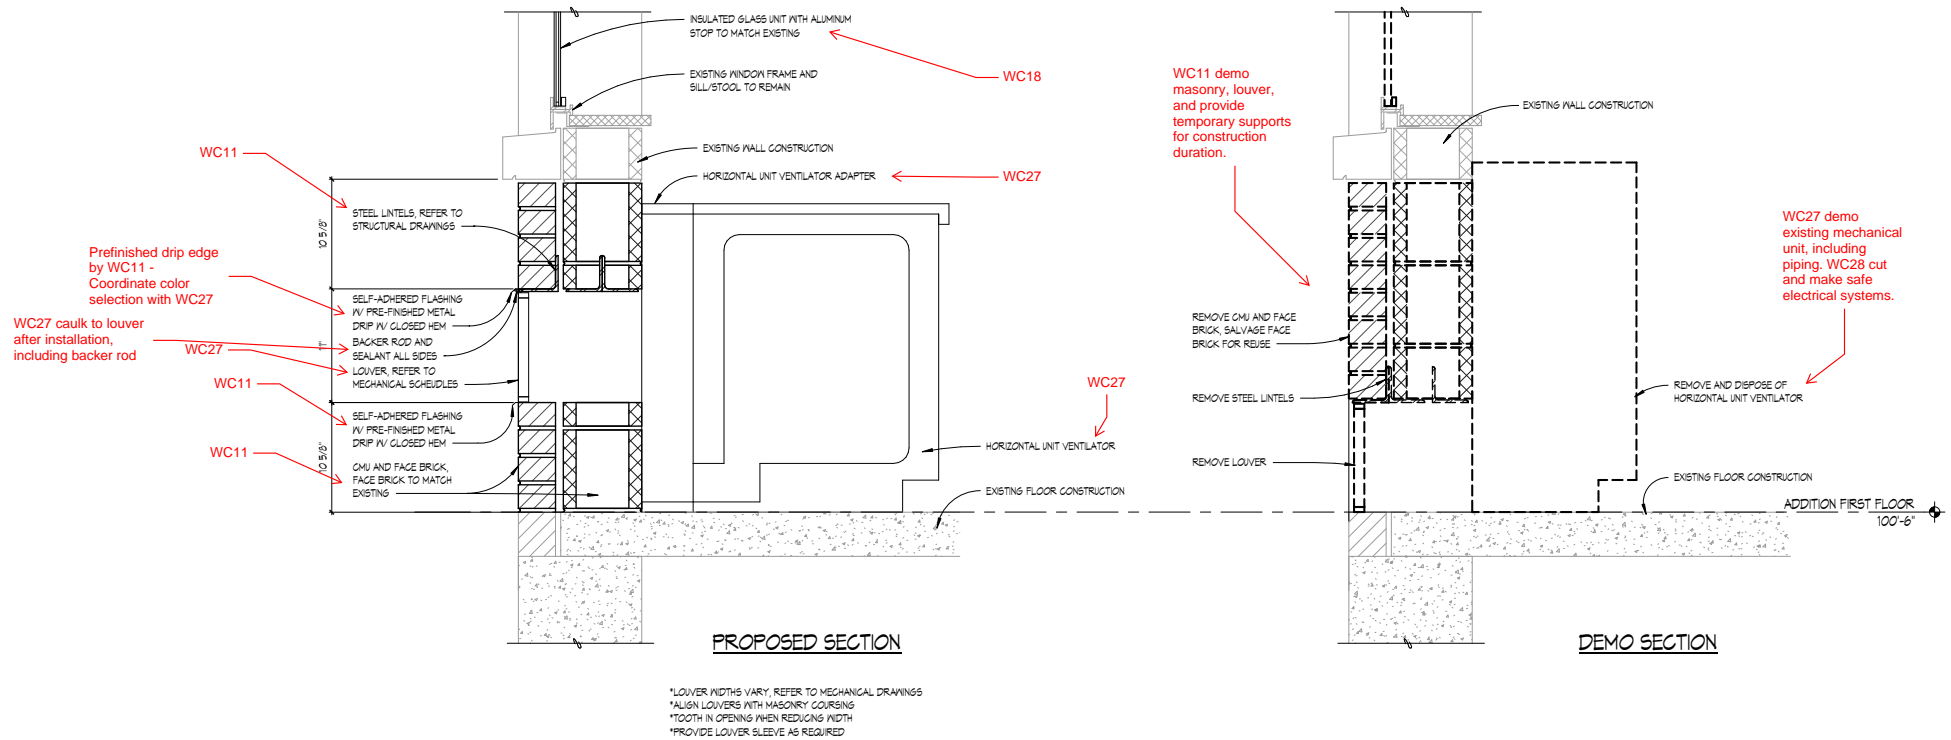 INSULATED GLASS UNIT WITH ALUMINUM
STOP TO MATCH EXISTING
WC18
EXISTING WINDOW FRAME AND
SILL/STOOL TO REMAIN
WC11
EXISTING WALL CONSTRUCTION
HORIZONTAL UNIT VENTILATOR ADAPTER
WC27
10 5/8"
STEEL LINTELS, REFER TO
STRUCTURAL DRAWINGS
Prefinished drip edge
by WC11 -
Coordinate color
selection with WC27
SELF-ADHERED FLASHING
W/ PRE-FINISHED METAL
DRIP W/ CLOSED HEM
WC27 caulk to louver
after installation,
including backer rod
BACKER ROD AND
SEALANT ALL SIDES
WC27
LOUVER, REFER TO
MECHANICAL SCHEUDLES
WC11
SELF-ADHERED FLASHING
W/ PRE-FINISHED METAL
DRIP W/ CLOSED HEM
WC11
10 5/8"
CMU AND FACE BRICK,
FACE BRICK TO MATCH
EXISTING
WC27
HORIZONTAL UNIT VENTILATOR
EXISTING FLOOR CONSTRUCTION
PROPOSED SECTION
*LOUVER WIDTHS VARY, REFER TO MECHANICAL DRAWINGS
*ALIGN LOUVERS WITH MASONRY COURSING
*TOOTH IN OPENING WHEN REDUCING WIDTH
*PROVIDE LOUVER SLEEVE AS REQUIRED
WC11 demo
masonry, louver,
and provide
temporary supports
for construction
duration.
EXISTING WALL CONSTRUCTION
WC27 demo
existing mechanical
unit, including
piping. WC28 cut
and make safe
electrical systems.
REMOVE CMU AND FACE
BRICK, SALVAGE FACE
BRICK FOR REUSE
REMOVE STEEL LINTELS
REMOVE AND DISPOSE OF
HORIZONTAL UNIT VENTILATOR
REMOVE LOUVER
EXISTING FLOOR CONSTRUCTION
ADDITION FIRST FLOOR
100'-6"
DEMO SECTION